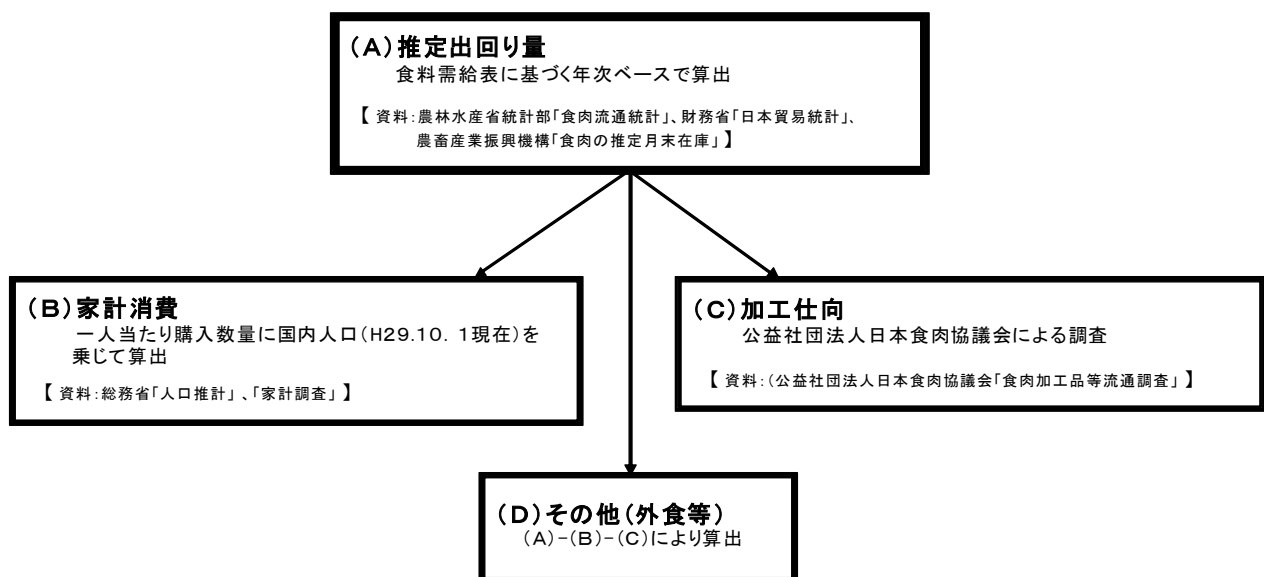 (A)推定出回り量
食料需給表に基づく年次ベースで算出
【 資料:農林水産省統計部「食肉流通統計」、財務省「日本貿易統計」、
農畜産業振興機構「食肉の推定月末在庫」】
(B)家計消費
一人当たり購入数量に国内人口(H29.10. 1現在)を
乗じて算出
【 資料:総務省「人口推計」、「家計調査」】
(C)加工仕向
公益社団法人日本食肉協議会による調査
【 資料:(公益社団法人日本食肉協議会「食肉加工品等流通調査」】
(D)その他(外食等)
(A)-(B)-(C)により算出